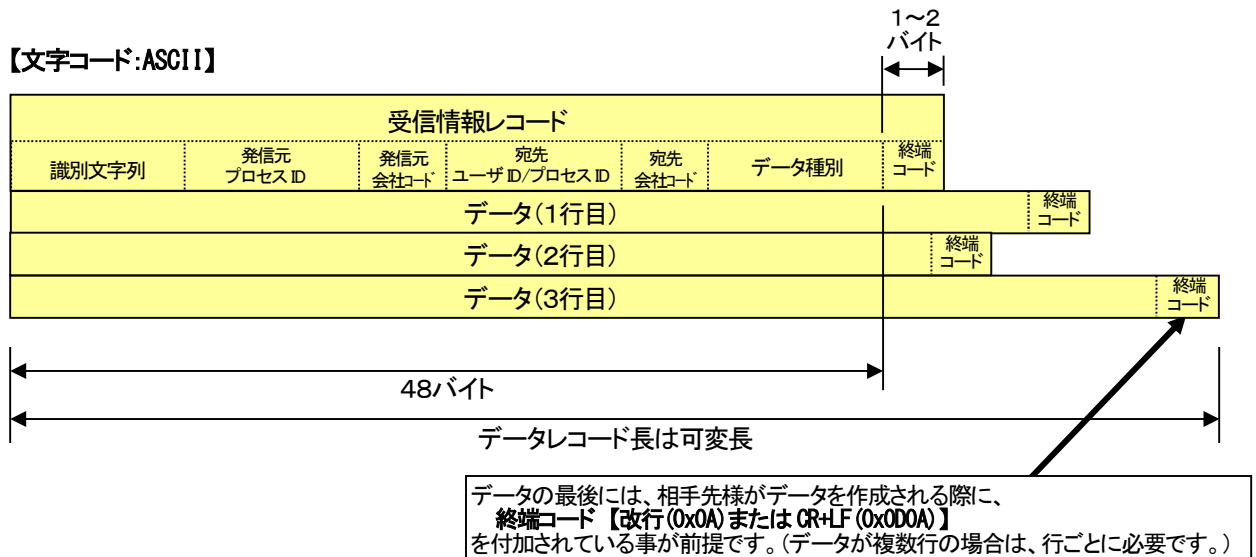 1～2
バイト
【文字コード:ASCII】
受信情報レコード
識別文字列
発信元
プロセスID
発信元
会社コード
宛先
ユーザID/プロセスID
宛先
会社コード
データ種別
終端
コード
データ(1行目)
終端
コード
データ(2行目)
終端
コード
データ(3行目)
終端
コード
48バイト
データレコード長は可変長
データの最後には、相手先様がデータを作成される際に、
終端コード 【改行(0x0A)または CR+LF(0x0D0A)】
を付加されている事が前提です。(データが複数行の場合は、行ごとに必要です。)